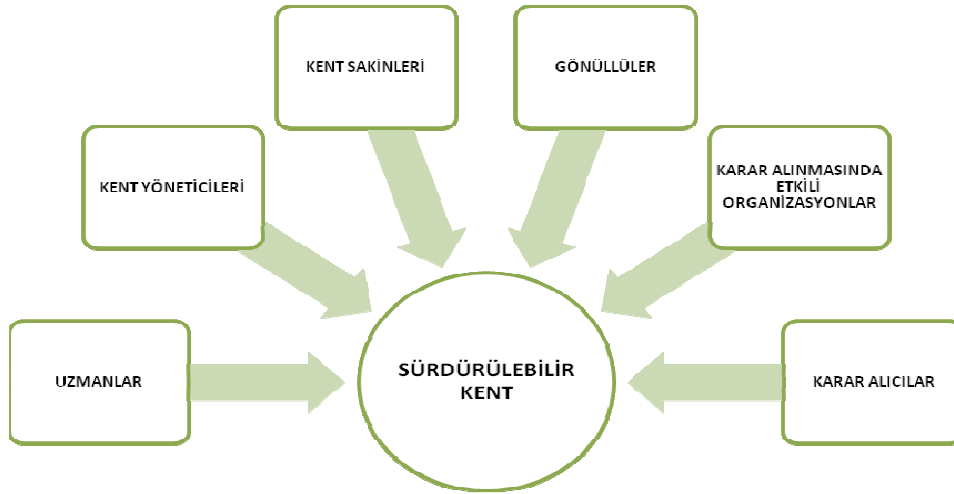 KENT SAKİNLERİ
GÖNÜLLÜLER
KENT YÖNETİCİLERİ
KARAR ALINMASINDA
ETKİLİ
ORGANİZASYONLAR
UZMANLAR
SÜRDÜRÜLEBİLİR
KENT
KARAR ALICILAR